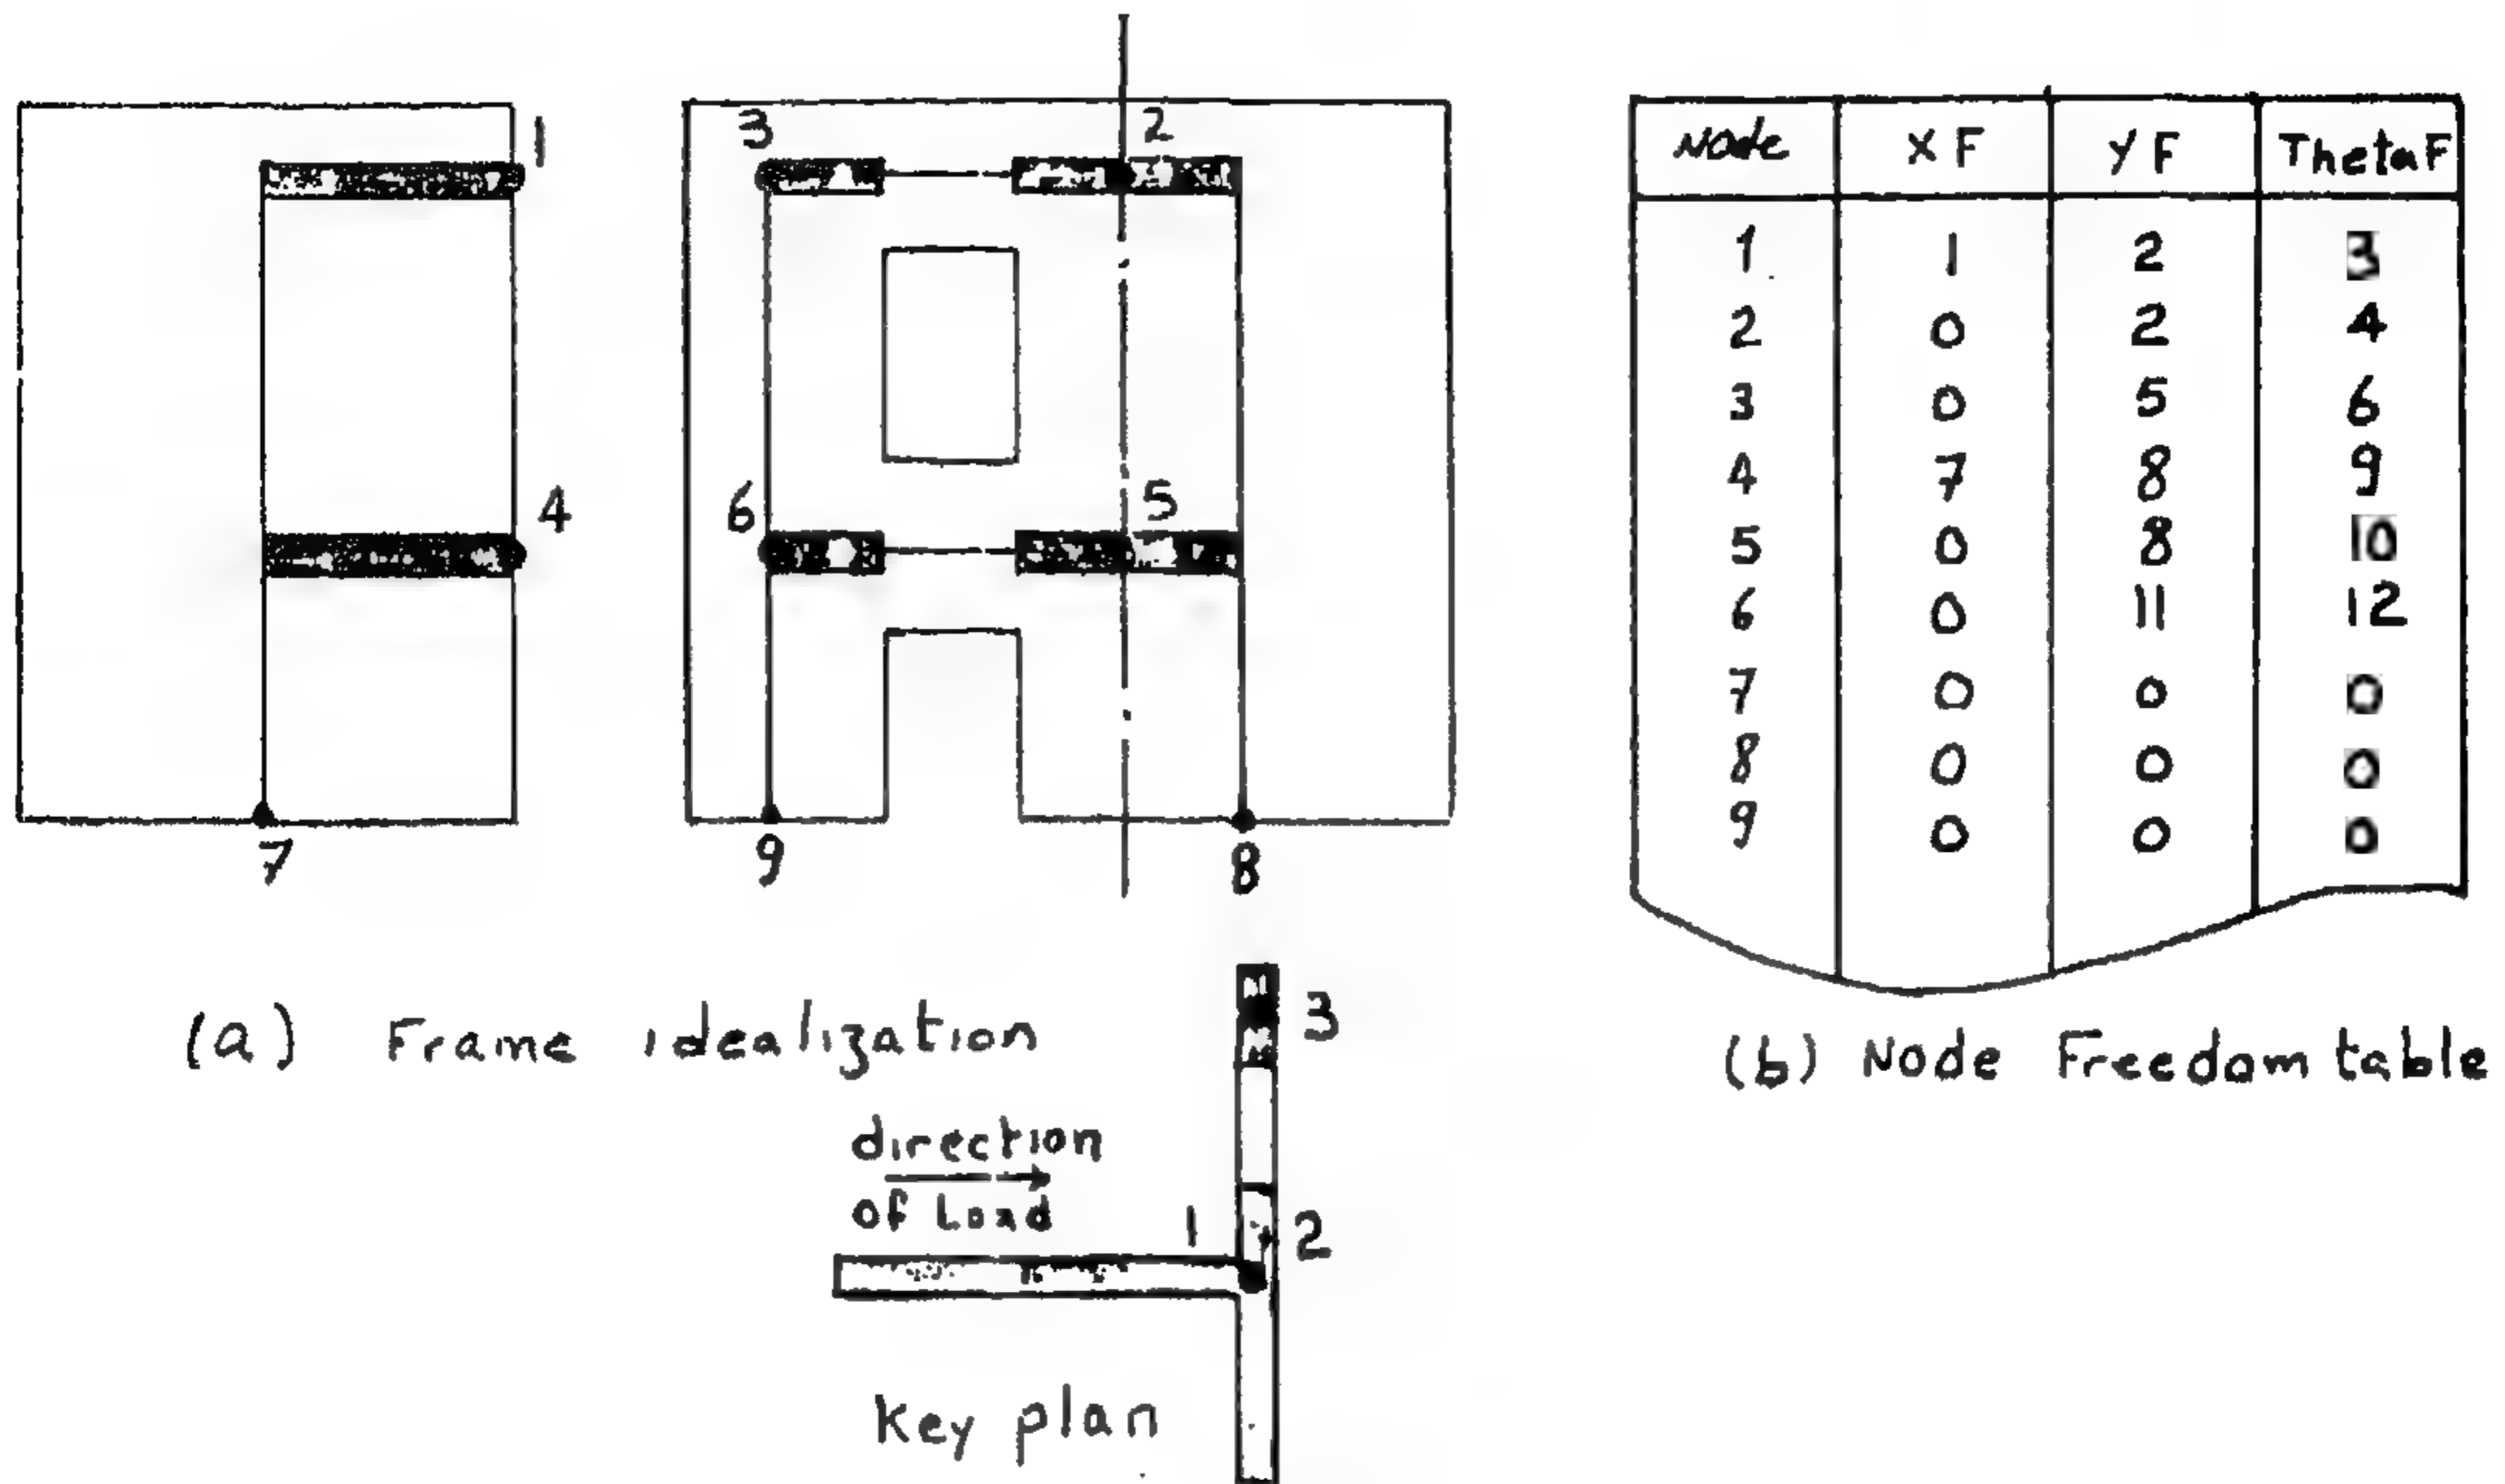 1
3 2
4
6 5
7 9 8
(a) Frame idealization
Node XF YF ThetaF
1 1 2 3
2 0 2 4
3 0 5 6
4 7 8 9
5 0 8 10
6 0 11 12
7 0 0 0
8 0 0 0
9 0 0 0
(b) Node Freedom table
3
direction
of Load
1 2
key plan